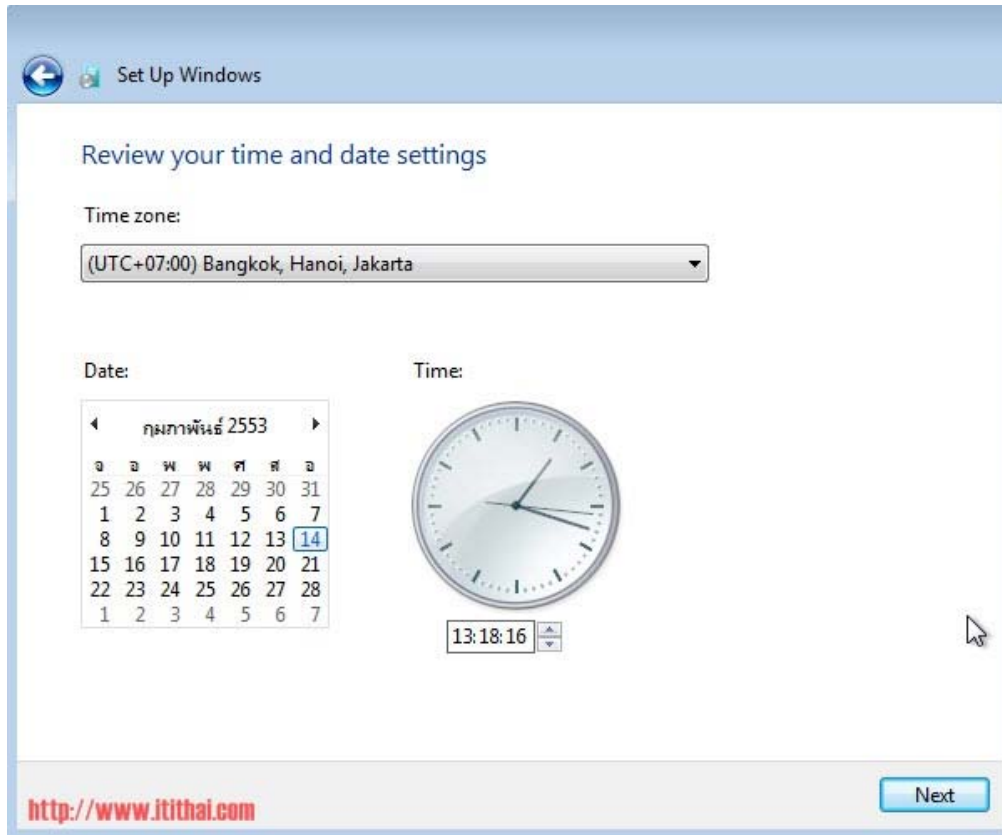 Set Up Windows
Review your time and date settings
Time zone:
(UTC+07:00) Bangkok, Hanoi, Jakarta
Date:
Time:
กุมภาพันธ์ 2553
จ อ พ พ ศ ส อ
25 26 27 28 29 30 31
1 2 3 4 5 6 7
8 9 10 11 12 13 14
15 16 17 18 19 20 21
22 23 24 25 26 27 28
1 2 3 4 5 6 7
13:18:16
http://www.itithai.com
Next